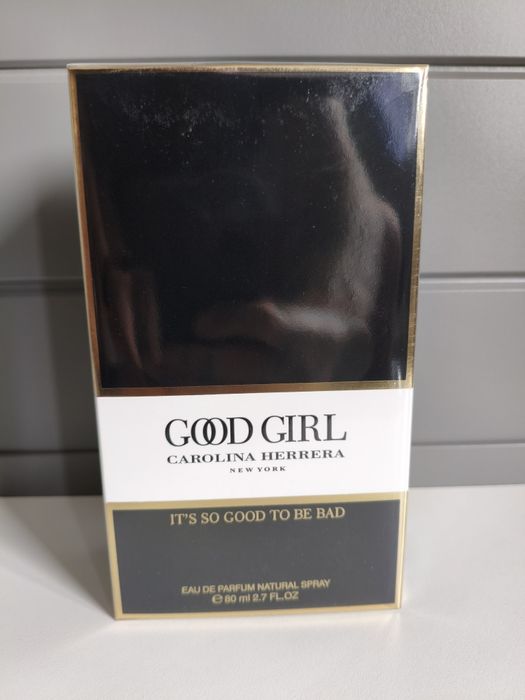 GOOD GIRL
CAROLINA HERRERA
NEW YORK
IT'S SO GOOD TO BE BAD
EAU DE PARFUM NATURAL SPRAY
℮ 80 ml 2.7 FL.OZ